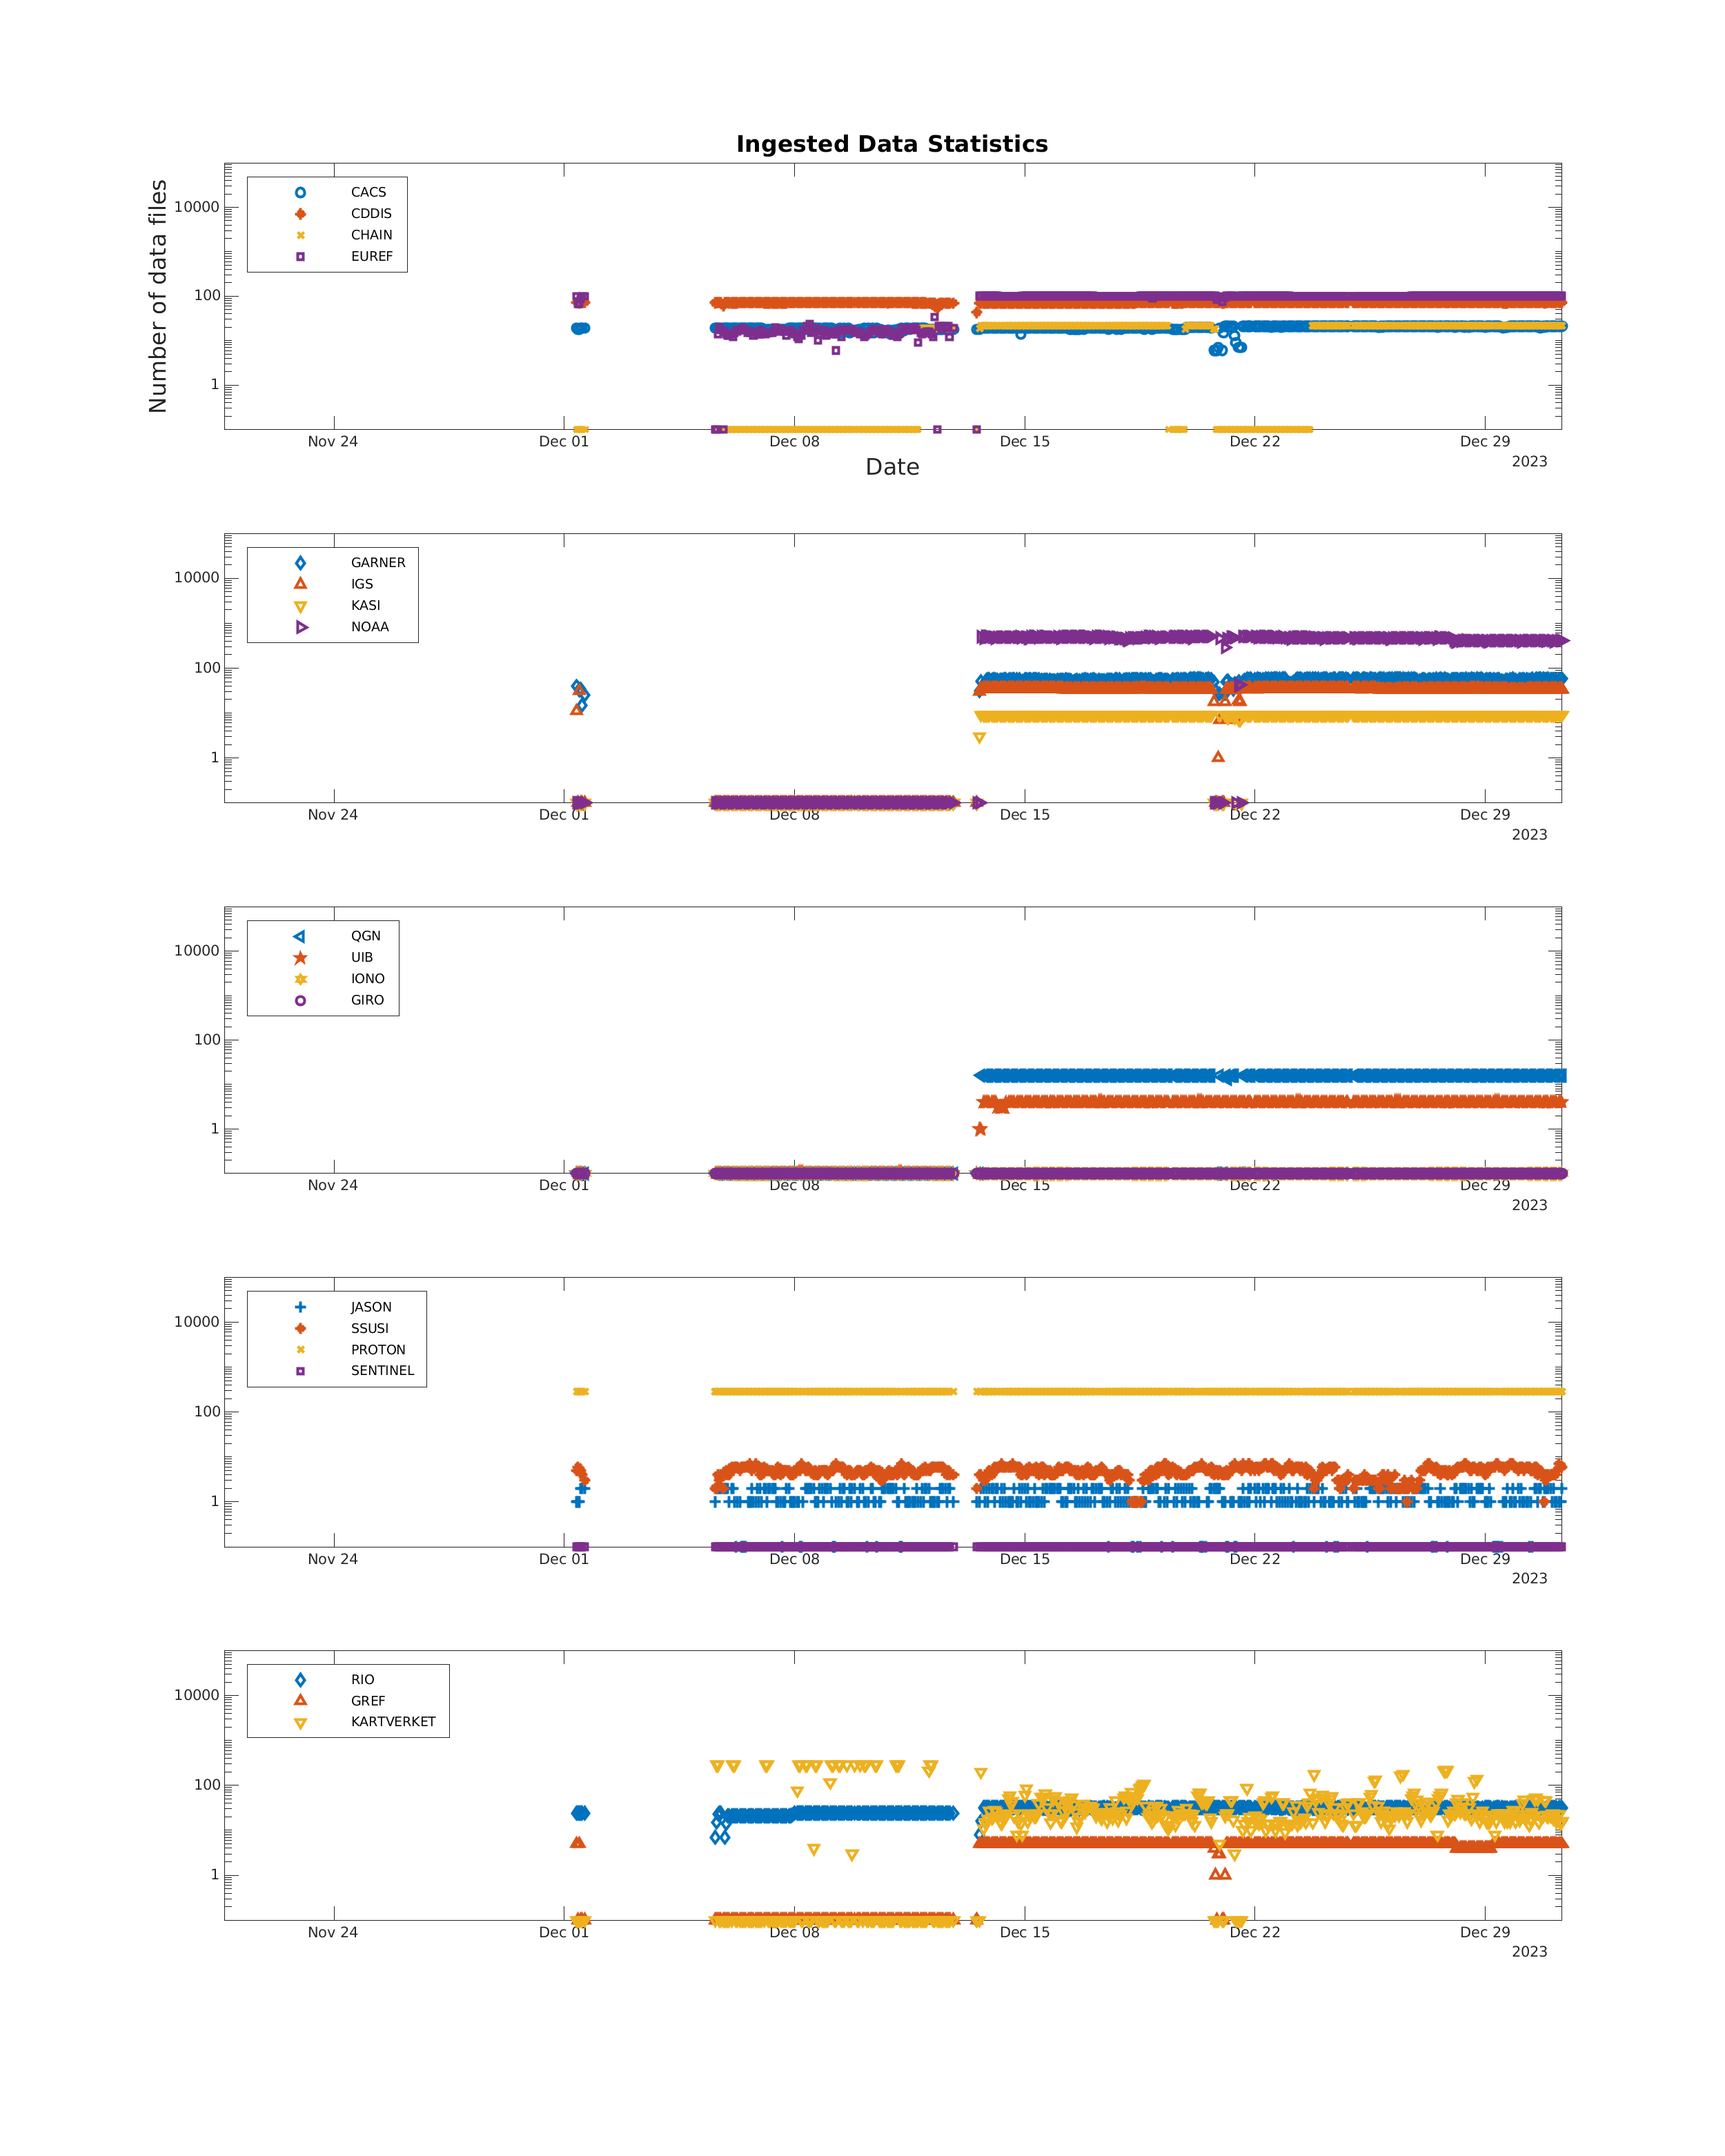 Ingested Data Statistics
Number of data files
10000
100
1
CACS
CDDIS
CHAIN
EUREF
Nov 24 Dec 01 Dec 08 Dec 15 Dec 22 Dec 29
2023
Date
10000
100
1
GARNER
IGS
KASI
NOAA
Nov 24 Dec 01 Dec 08 Dec 15 Dec 22 Dec 29
2023
10000
100
1
QGN
UIB
IONO
GIRO
Nov 24 Dec 01 Dec 08 Dec 15 Dec 22 Dec 29
2023
10000
100
1
JASON
SSUSI
PROTON
SENTINEL
Nov 24 Dec 01 Dec 08 Dec 15 Dec 22 Dec 29
2023
10000
100
1
RIO
GREF
KARTVERKET
Nov 24 Dec 01 Dec 08 Dec 15 Dec 22 Dec 29
2023